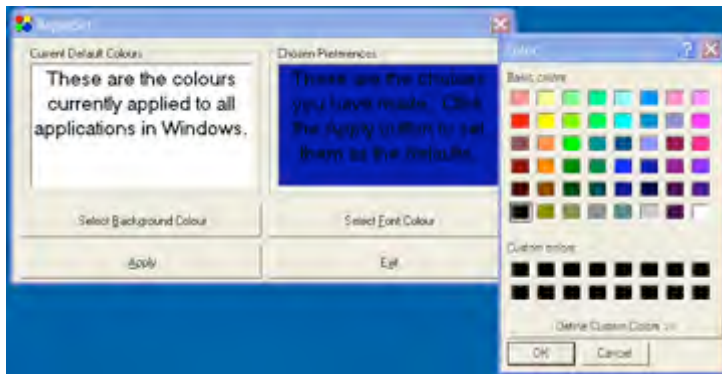 Current Default Colours
These are the colours
currently applied to all
applications in Windows.
Chosen Preferences
These are the choices
you have made. Click
the Apply button to set
them as the defaults.
Select Background Colour
Select Font Colour
Apply
Exit
Color
Basic colors
Custom colors
Define Custom Colors >>
OK
Cancel